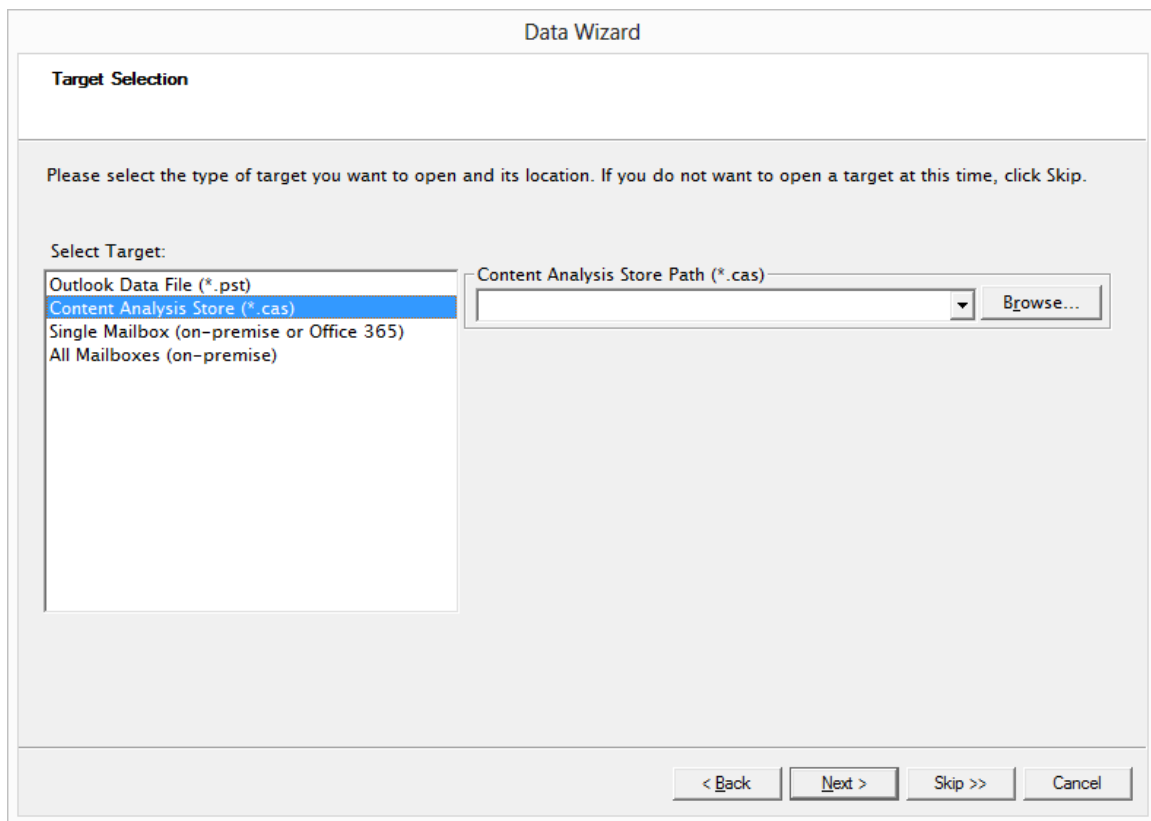 Data Wizard
Target Selection
Please select the type of target you want to open and its location. If you do not want to open a target at this time, click Skip.
Select Target:
Outlook Data File (*.pst)
Content Analysis Store (*.cas)
Single Mailbox (on-premise or Office 365)
All Mailboxes (on-premise)
Content Analysis Store Path (*.cas)
Browse...
< Back
Next >
Skip >>
Cancel